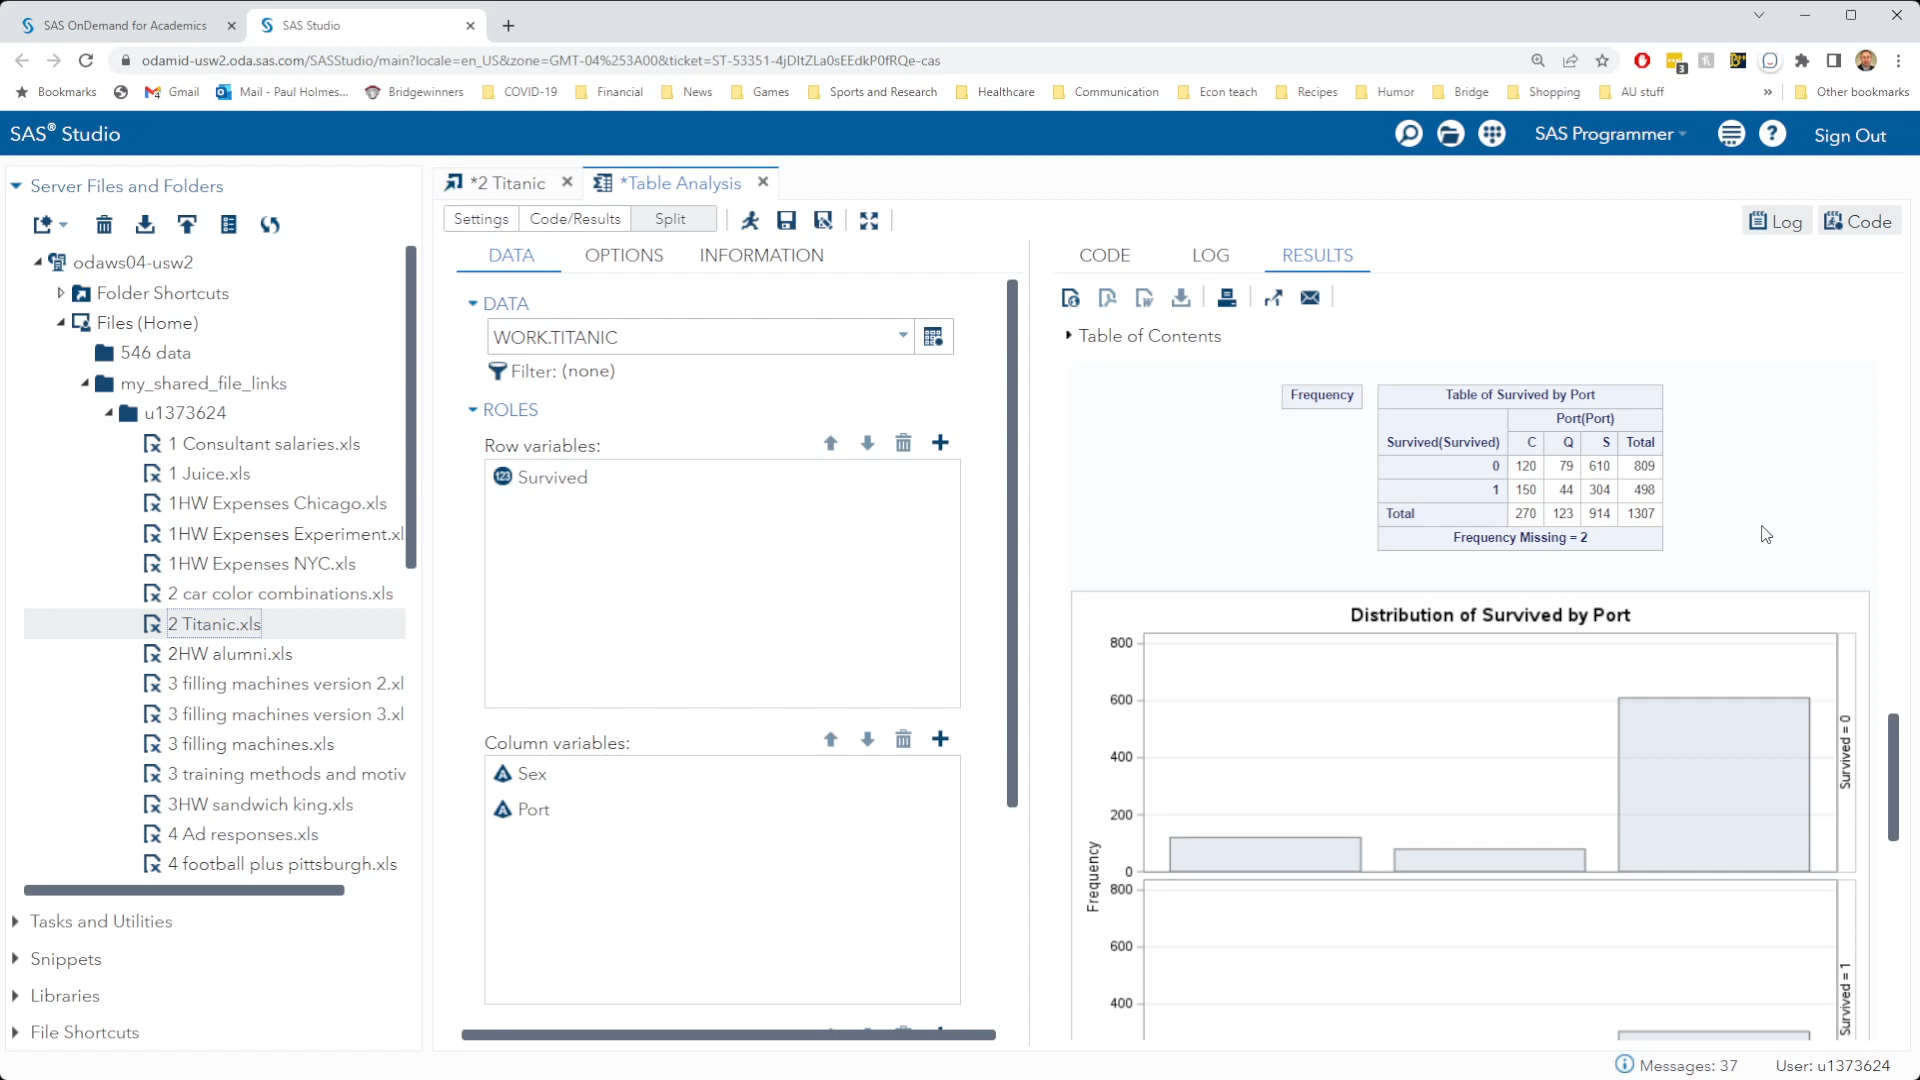 SAS OnDemand for Academics
SAS Studio
odamid-usw2.oda.sas.com/SASStudio/main?locale=en_US&zone=GMT-04%253A00&ticket=ST-53351-4jDItZLa0sEEdkP0fRQe-cas
3
Bookmarks
Gmail
Mail - Paul Holmes...
Bridgewinners
COVID-19
Financial
News
Games
Sports and Research
Healthcare
Communication
Econ teach
Recipes
Humor
Bridge
Shopping
AU stuff
»
Other bookmarks
SAS® Studio
SAS Programmer
Sign Out
Server Files and Folders
odaws04-usw2
Folder Shortcuts
Files (Home)
546 data
my_shared_file_links
u1373624
1 Consultant salaries.xls
1 Juice.xls
1HW Expenses Chicago.xls
1HW Expenses Experiment.xl
1HW Expenses NYC.xls
2 car color combinations.xls
2 Titanic.xls
2HW alumni.xls
3 filling machines version 2.xl
3 filling machines version 3.xl
3 filling machines.xls
3 training methods and motiv
3HW sandwich king.xls
4 Ad responses.xls
4 football plus pittsburgh.xls
Tasks and Utilities
Snippets
Libraries
File Shortcuts
*2 Titanic
*Table Analysis
Settings
Code/Results
Split
Log
Code
DATA
OPTIONS
INFORMATION
DATA
WORK.TITANIC
Filter: (none)
ROLES
Row variables:
123 Survived
Column variables:
Sex
Port
CODE
LOG
RESULTS
Table of Contents
Frequency
Table of Survived by Port
Port(Port)
Survived(Survived) C Q S Total
0 120 79 610 809
1 150 44 304 498
Total 270 123 914 1307
Frequency Missing = 2
Distribution of Survived by Port
800
600
400
200
0
Survived = 0
Frequency
800
600
400
Survived = 1
Messages: 37
User: u1373624